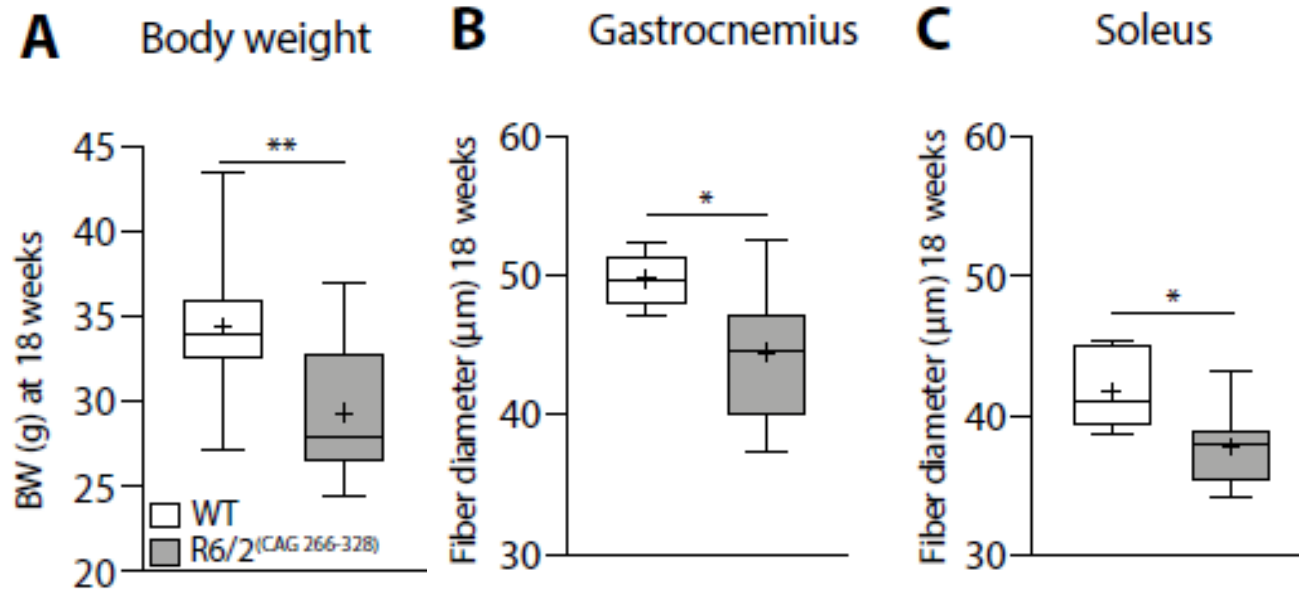 A Body weight
BW (g) at 18 weeks
45
40
35
30
25
20
**
WT
R6/2(CAG 266-328)
B Gastrocnemius
Fiber diameter (µm) 18 weeks
60
50
40
30
*
C Soleus
Fiber diameter (µm) 18 weeks
60
50
40
30
*